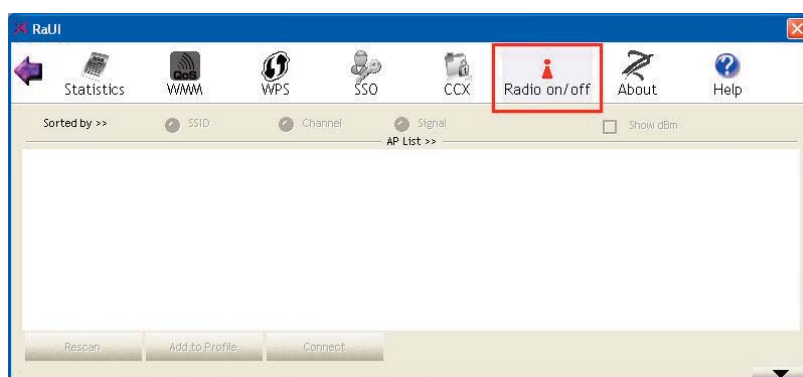 RaUI
Statistics QoS WMM WPS SSO CCX Radio on/off About Help
Sorted by >> SSID Channel Signal Show dBm
AP List >>
Rescan Add to Profile Connect